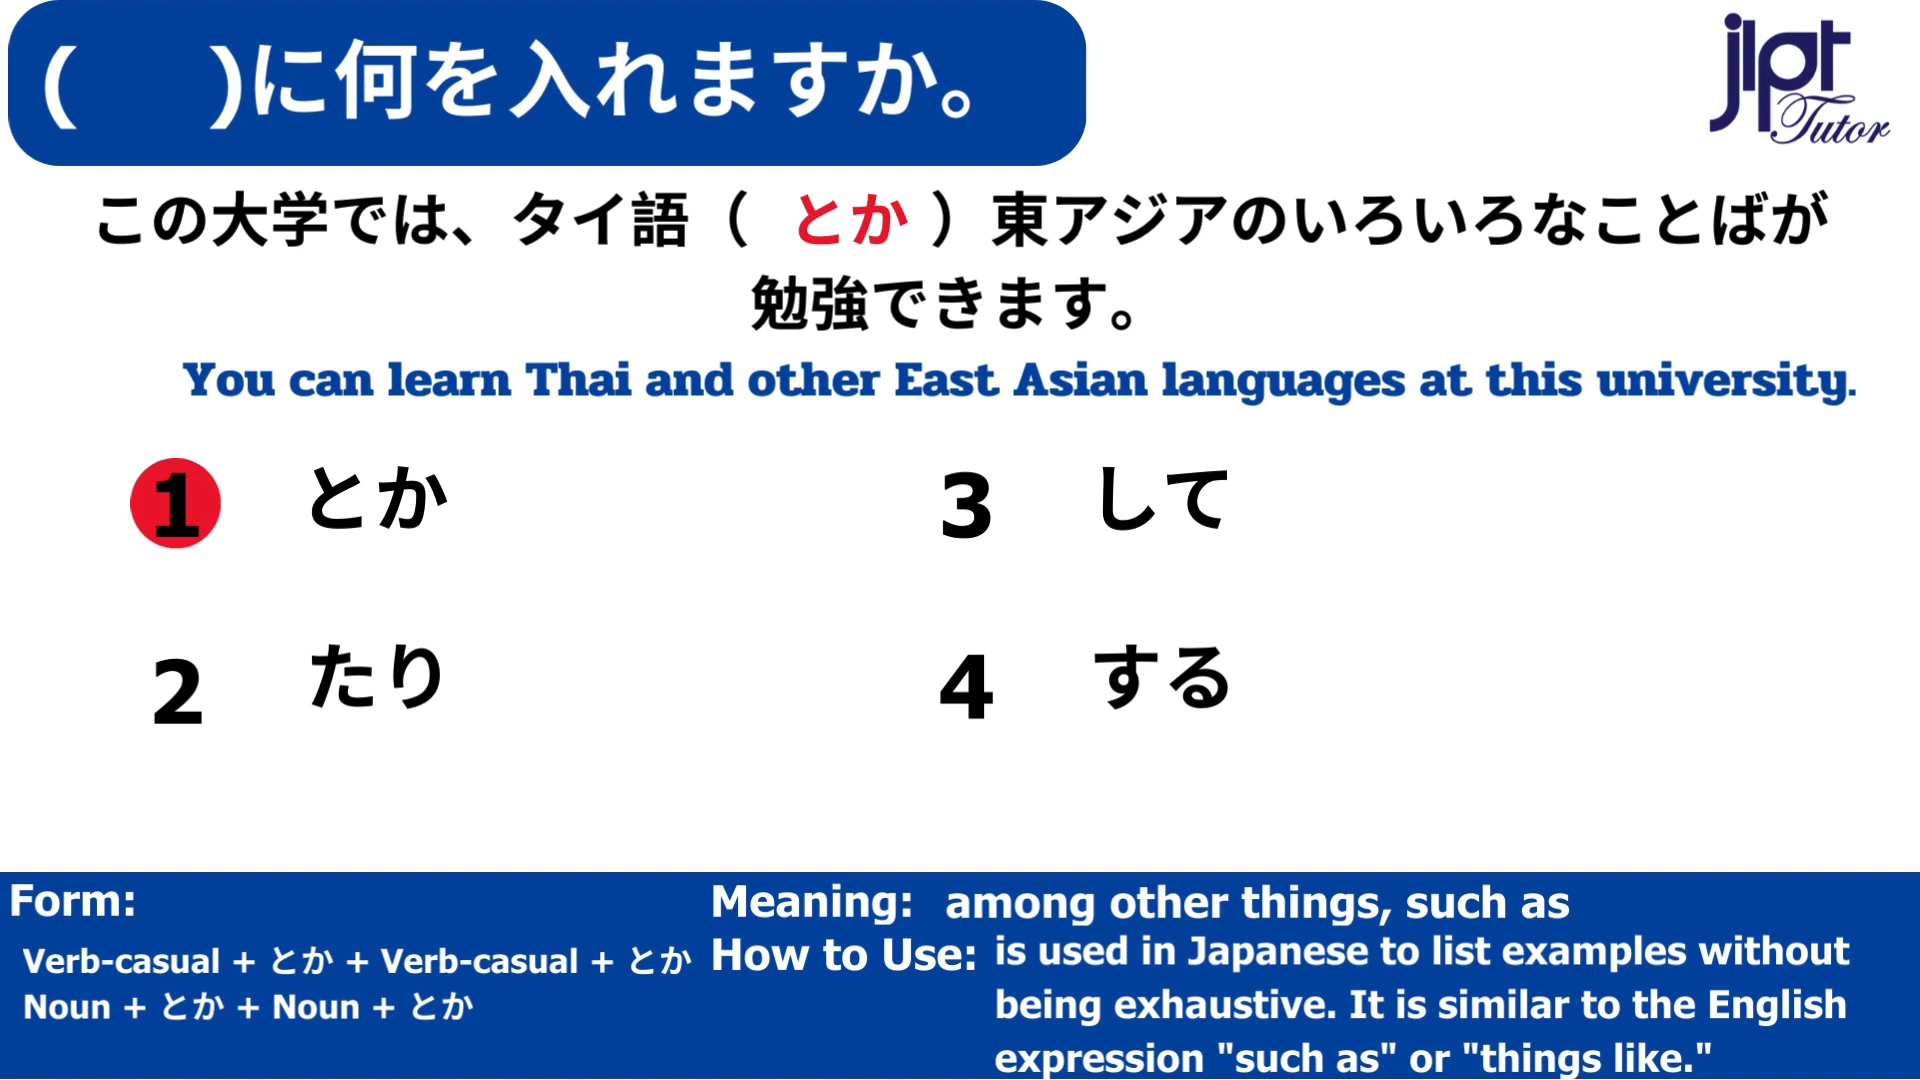 (　　)に何を入れますか。
jlpt
Tutor
この大学では、タイ語（ とか ）東アジアのいろいろなことばが
勉強できます。
You can learn Thai and other East Asian languages at this university.
1 とか
3 して
2 たり
4 する
Form:
Verb-casual + とか + Verb-casual + とか
Noun + とか + Noun + とか
Meaning: among other things, such as
How to Use: is used in Japanese to list examples without
being exhaustive. It is similar to the English
expression "such as" or "things like."